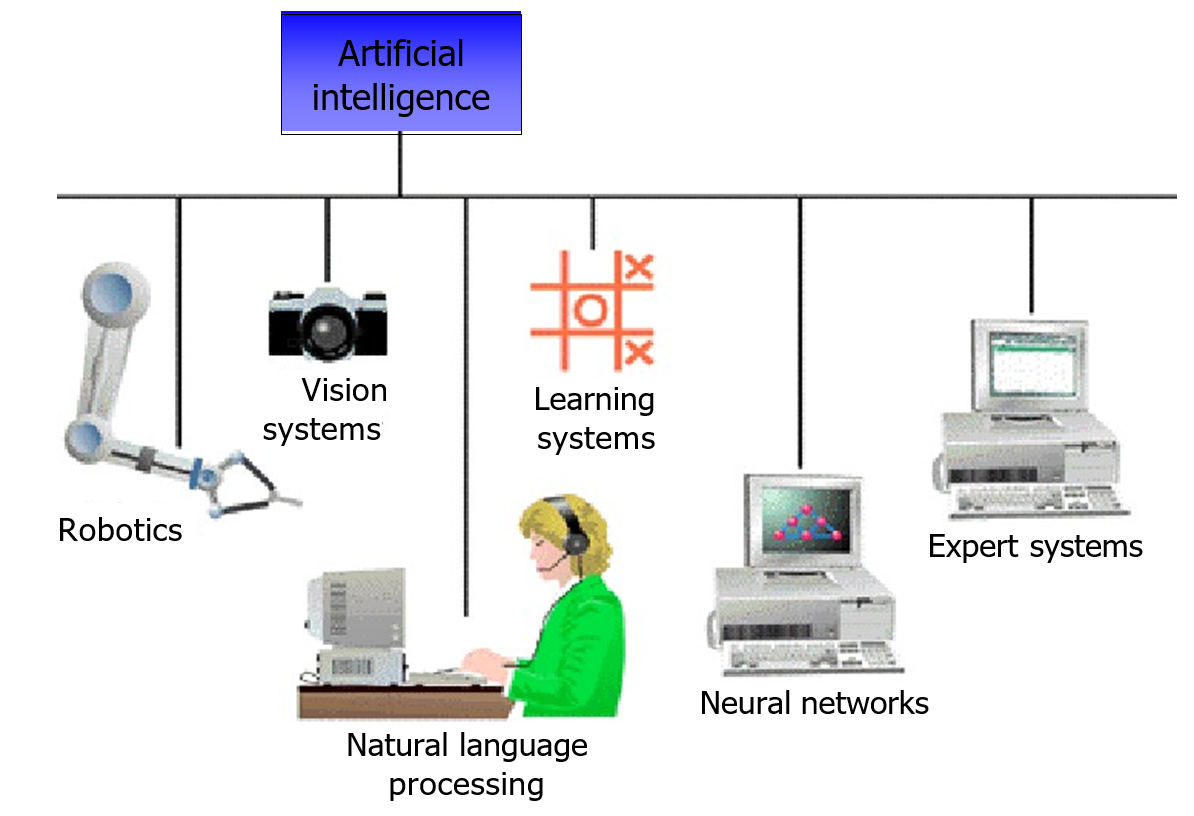 Artificial
intelligence
Vision
systems
Learning
systems
Robotics
Expert systems
Neural networks
Natural language
processing